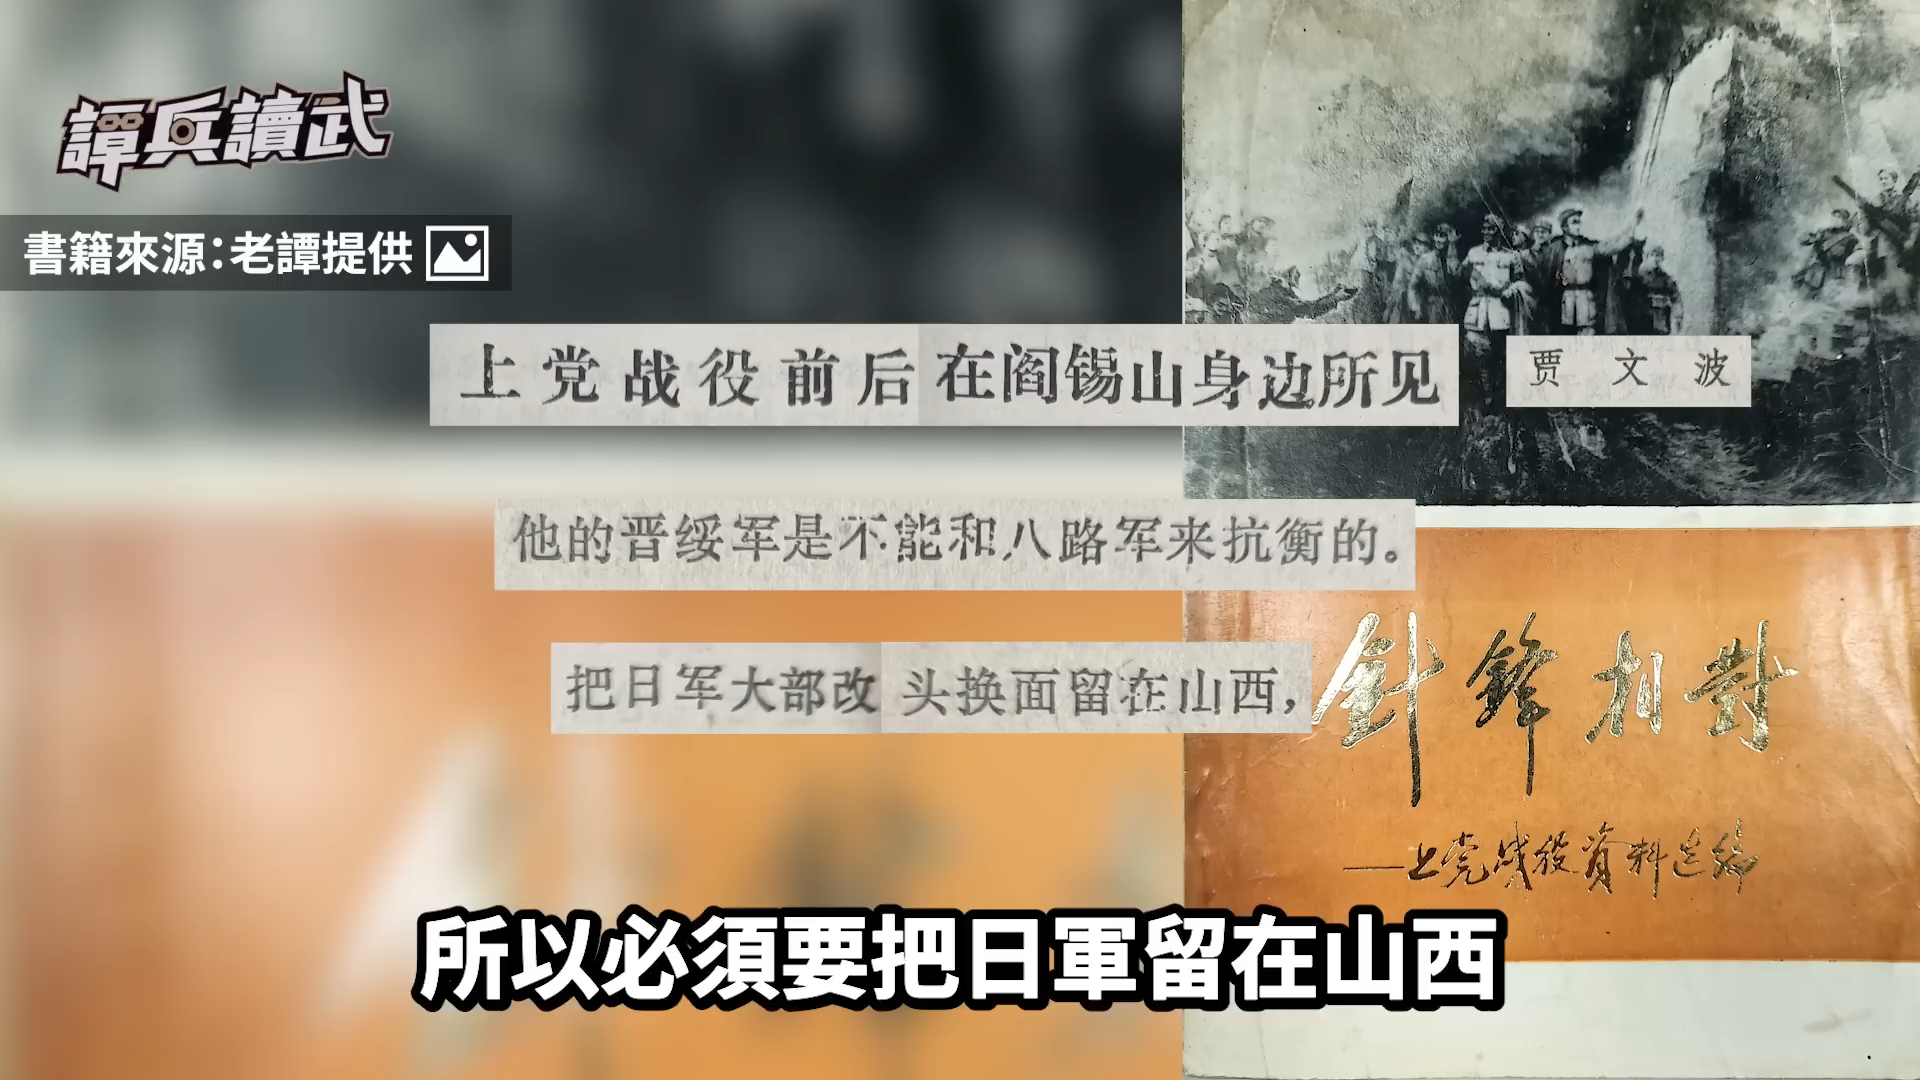 譚兵讀武
書籍來源：老譚提供
上党战役前后在阎锡山身边所见
贾文波
他的晋绥军是不能和八路军来抗衡的。
把日军大部改头换面留在山西，
針鋒相對
——上党战役资料选编
所以必須要把日軍留在山西